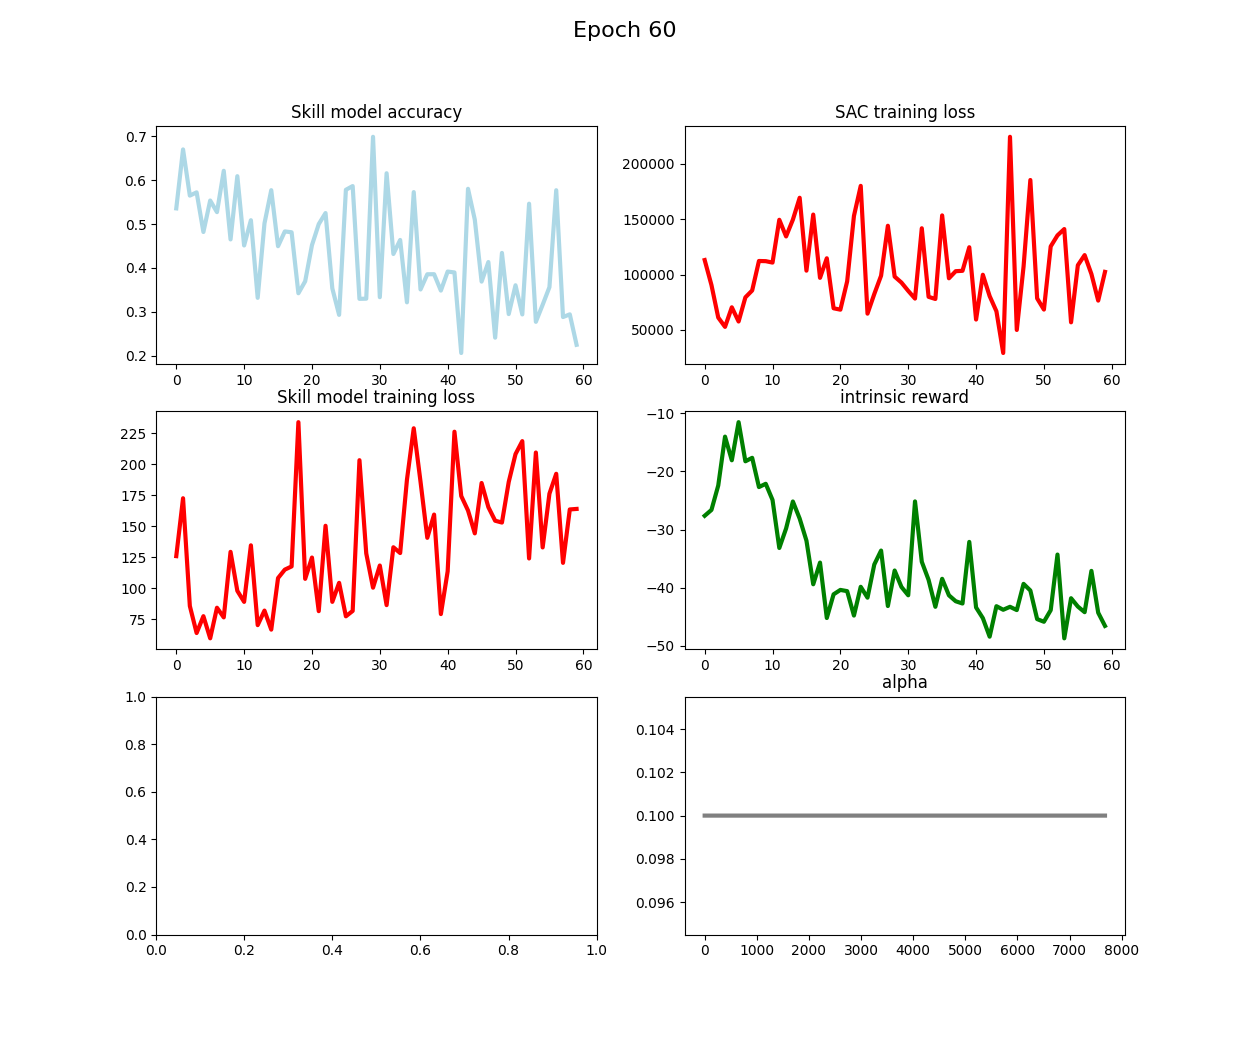 Epoch 60
Skill model accuracy
0.7
0.6
0.5
0.4
0.3
0.2
0 10 20 30 40 50 60
SAC training loss
200000
150000
100000
50000
0 10 20 30 40 50 60
Skill model training loss
225
200
175
150
125
100
75
0 10 20 30 40 50 60
intrinsic reward
−10
−20
−30
−40
−50
0 10 20 30 40 50 60
1.0
0.8
0.6
0.4
0.2
0.0
0.0 0.2 0.4 0.6 0.8 1.0
alpha
0.104
0.102
0.100
0.098
0.096
0 1000 2000 3000 4000 5000 6000 7000 8000